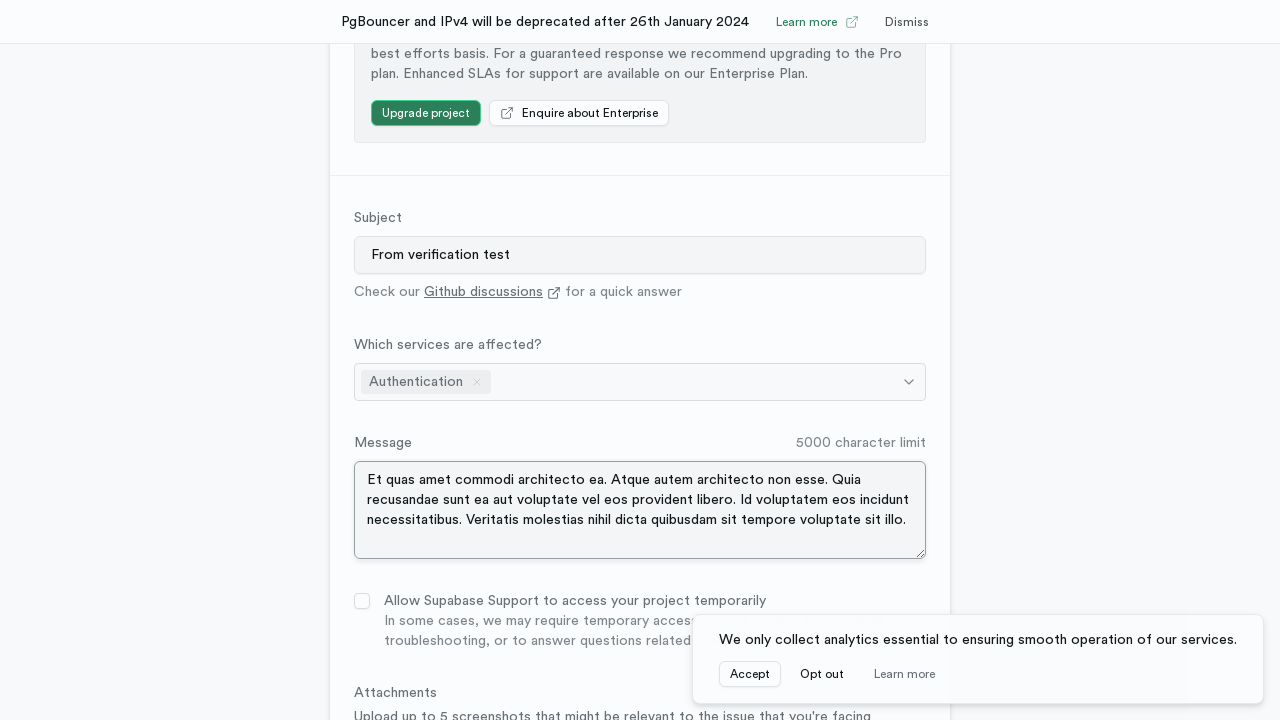 PgBouncer and IPv4 will be deprecated after 26th January 2024
Learn more
Dismiss
best efforts basis. For a guaranteed response we recommend upgrading to the Pro
plan. Enhanced SLAs for support are available on our Enterprise Plan.
Upgrade project
Enquire about Enterprise
Subject
From verification test
Check our Github discussions for a quick answer
Which services are affected?
Authentication
Message
5000 character limit
Et quas amet commodi architecto ea. Atque autem architecto non esse. Quia
recusandae sunt ea aut voluptate vel eos provident libero. Id voluptatem eos incidunt
necessitatibus. Veritatis molestias nihil dicta quibusdam sit tempore voluptate sit illo.
Allow Supabase Support to access your project temporarily
In some cases, we may require temporary access
troubleshooting, or to answer questions related
We only collect analytics essential to ensuring smooth operation of our services.
Accept
Opt out
Learn more
Attachments
Upload up to 5 screenshots that might be relevant to the issue that you're facing